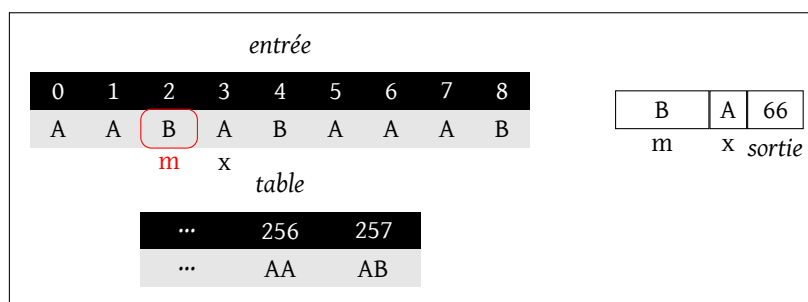 entrée
0 1 2 3 4 5 6 7 8
A A B A B A A A B
m x
table
... 256 257
... AA AB
B A 66
m x sortie